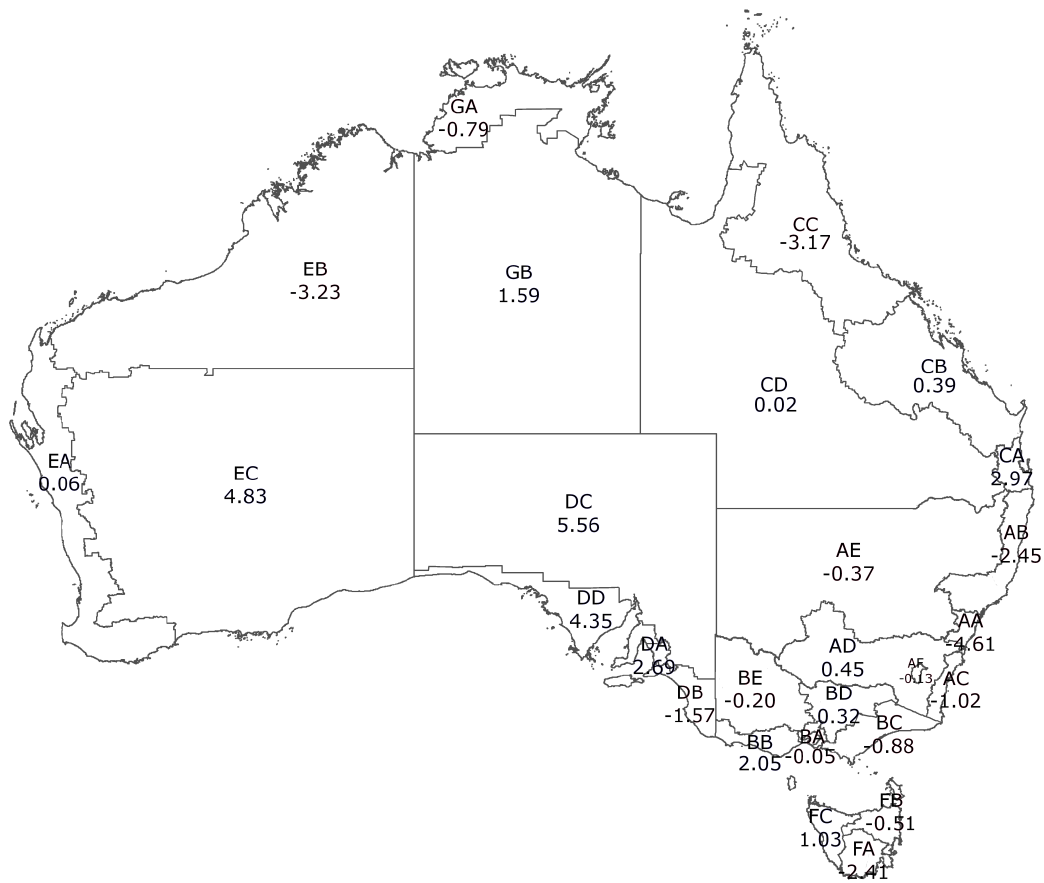 GA
-0.79
CC
-3.17
EB
-3.23
GB
1.59
CB
0.39
CD
0.02
EA
0.06
EC
4.83
CA
2.97
DC
5.56
AB
-2.45
AE
-0.37
DD
4.35
AA
-4.61
DA
2.69
AD
0.45
AF
-0.13
AC
-1.02
BE
-0.20
DB
-1.57
BD
0.32
BC
-0.88
BB
2.05
BA
-0.05
FB
-0.51
FC
1.03
FA
-2.41